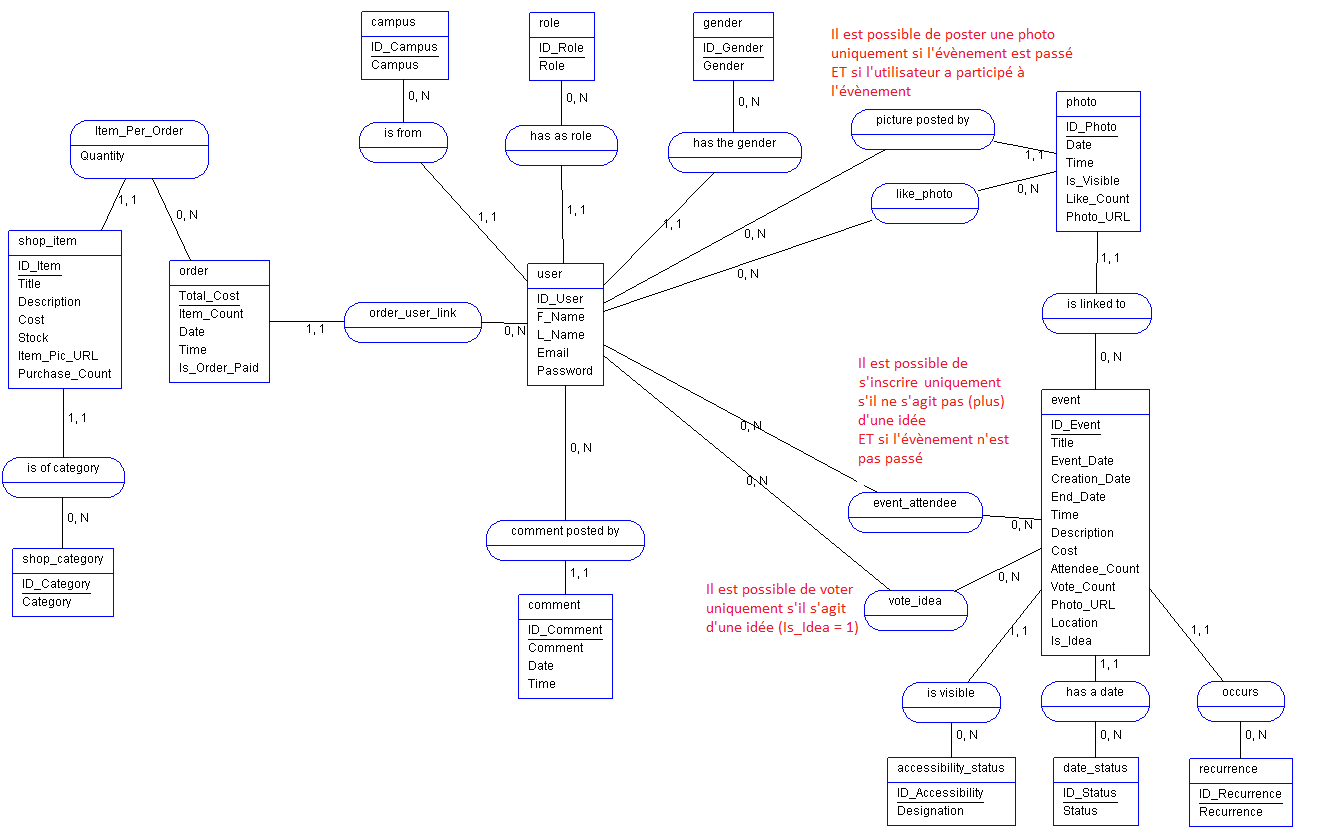 campus
ID_Campus
Campus
0, N
is from
1, 1
role
ID_Role
Role
0, N
has as role
1, 1
gender
ID_Gender
Gender
0, N
has the gender
1, 1
Il est possible de poster une photo
uniquement si l'évènement est passé
ET si l'utilisateur a participé à
l'évènement
picture posted by
1, 1
0, N
like_photo
0, N
0, N
photo
ID_Photo
Date
Time
Is_Visible
Like_Count
Photo_URL
1, 1
is linked to
0, N
Item_Per_Order
Quantity
1, 1
0, N
shop_item
ID_Item
Title
Description
Cost
Stock
Item_Pic_URL
Purchase_Count
1, 1
is of category
0, N
shop_category
ID_Category
Category
order
Total_Cost
Item_Count
Date
Time
Is_Order_Paid
1, 1
order_user_link
0, N
user
ID_User
F_Name
L_Name
Email
Password
0, N
comment posted by
1, 1
comment
ID_Comment
Comment
Date
Time
Il est possible de
s'inscrire uniquement
s'il ne s'agit pas (plus)
d'une idée
ET si l'évènement n'est
pas passé
0, N
event_attendee
0, N
0, N
vote_idea
0, N
Il est possible de voter
uniquement s'il s'agit
d'une idée (Is_Idea = 1)
event
ID_Event
Title
Event_Date
Creation_Date
End_Date
Time
Description
Cost
Attendee_Count
Vote_Count
Photo_URL
Location
Is_Idea
1, 1
is visible
0, N
accessibility_status
ID_Accessibility
Designation
1, 1
has a date
0, N
date_status
ID_Status
Status
1, 1
occurs
0, N
recurrence
ID_Recurrence
Recurrence